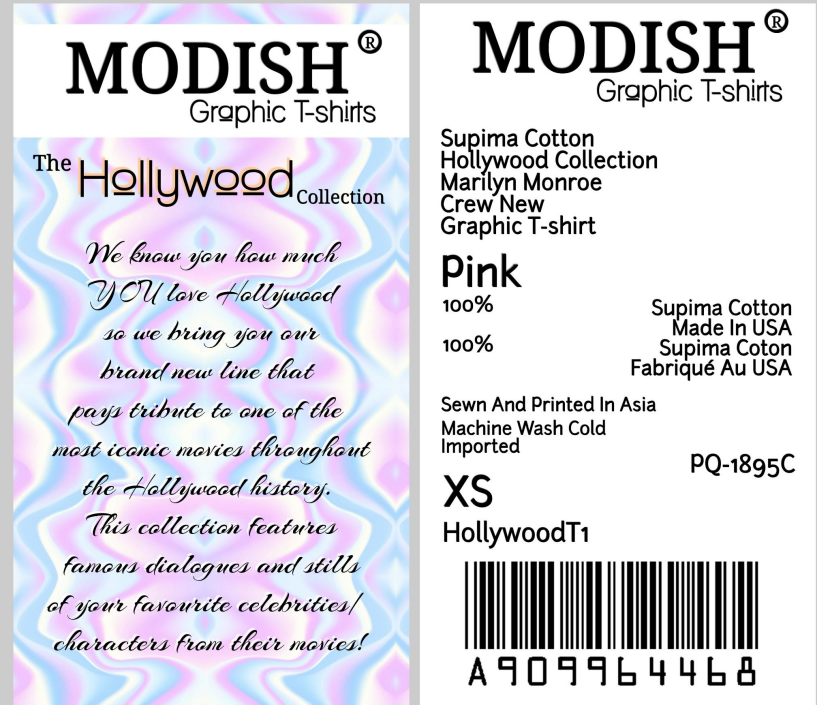 MODISH®
Graphic T-shirts
The Hollywood Collection
We know you how much
YOU love Hollywood
so we bring you our
brand new line that
pays tribute to one of the
most iconic movies throughout
the Hollywood history.
This collection features
famous dialogues and stills
of your favourite celebrities/
characters from their movies!
MODISH®
Graphic T-shirts
Supima Cotton
Hollywood Collection
Marilyn Monroe
Crew New
Graphic T-shirt
Pink
100% Supima Cotton
Made In USA
100% Supima Coton
Fabriqué Au USA
Sewn And Printed In Asia
Machine Wash Cold
Imported
PQ-1895C
XS
HollywoodT1
A909964468